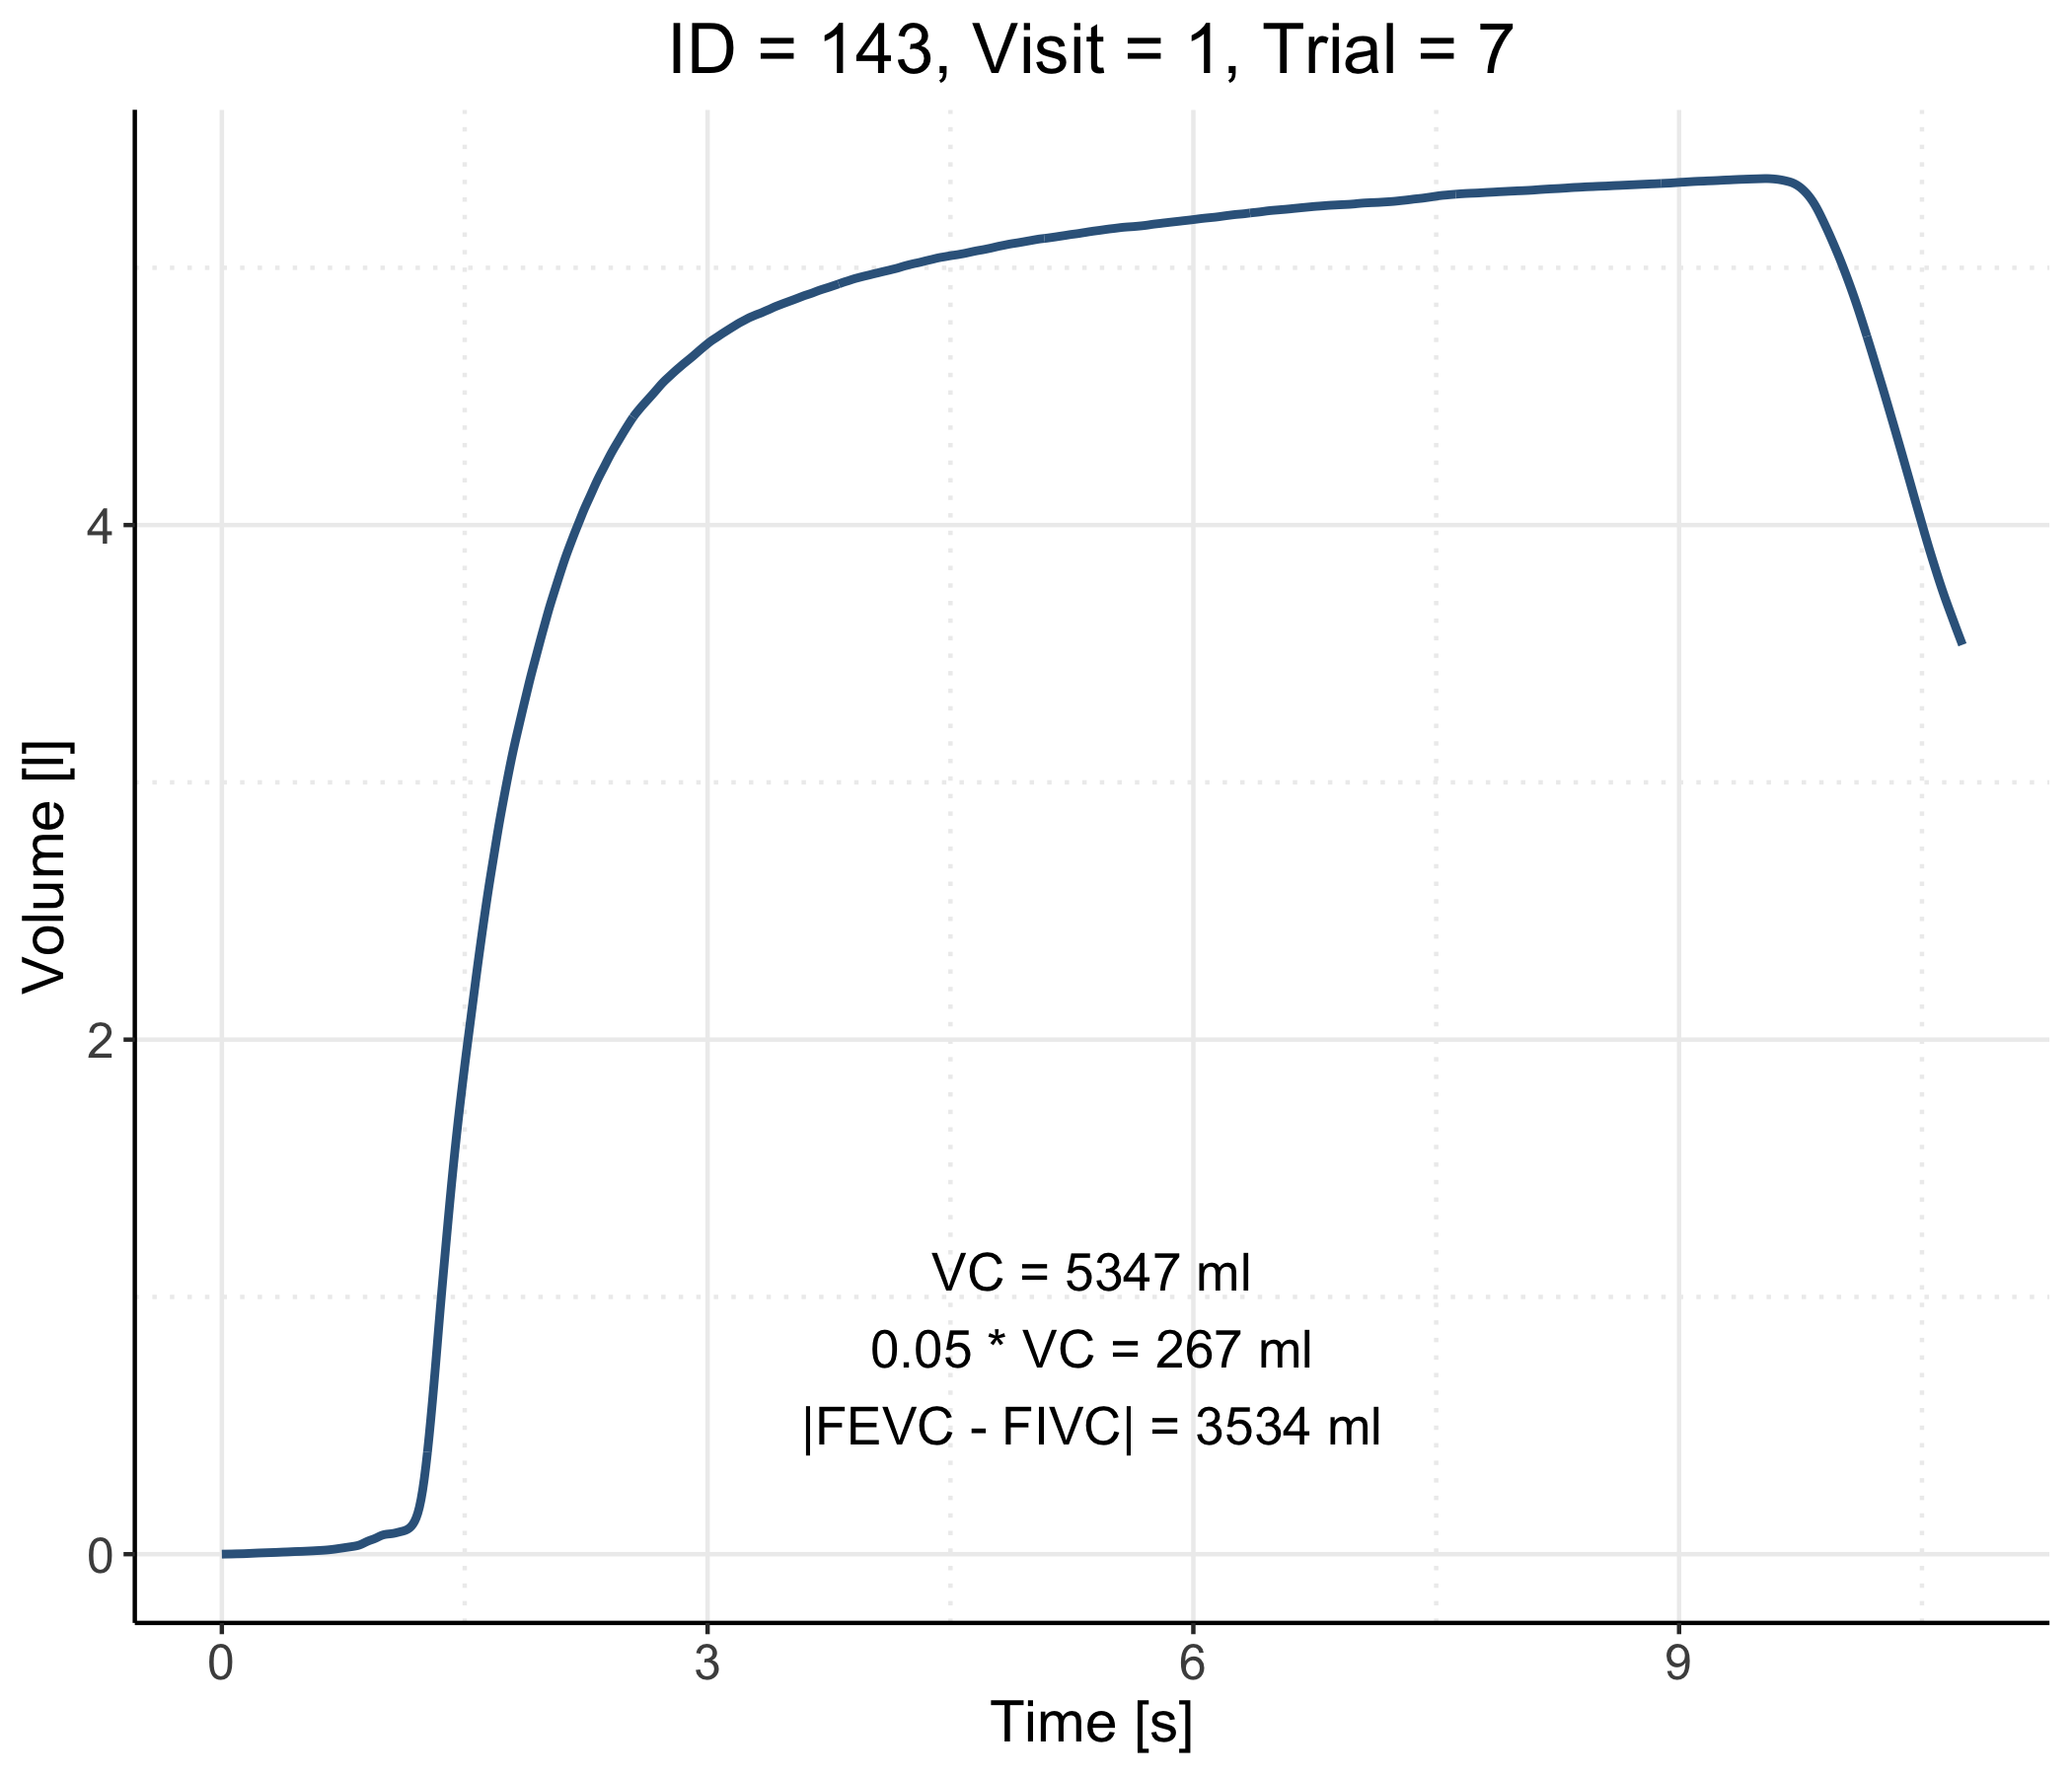 ID = 143, Visit = 1, Trial = 7
4
2
0
Volume [l]
VC = 5347 ml
0.05 * VC = 267 ml
|FEVC - FIVC| = 3534 ml
0 3 6 9
Time [s]